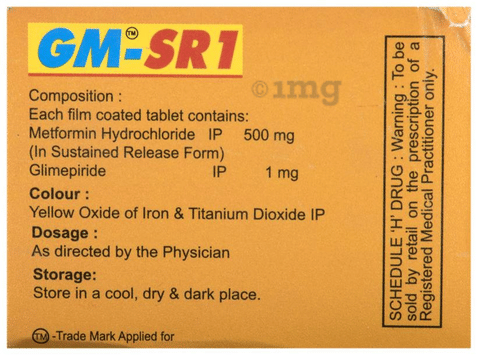 GM™-SR1
©1mg
Composition :
Each film coated tablet contains:
Metformin Hydrochloride IP 500 mg
(In Sustained Release Form)
Glimepiride IP 1 mg
Colour :
Yellow Oxide of Iron & Titanium Dioxide IP
Dosage :
As directed by the Physician
Storage:
Store in a cool, dry & dark place.
TM -Trade Mark Applied for
SCHEDULE 'H' DRUG : Warning : To be
sold by retail on the prescription of a
Registered Medical Practitioner only.